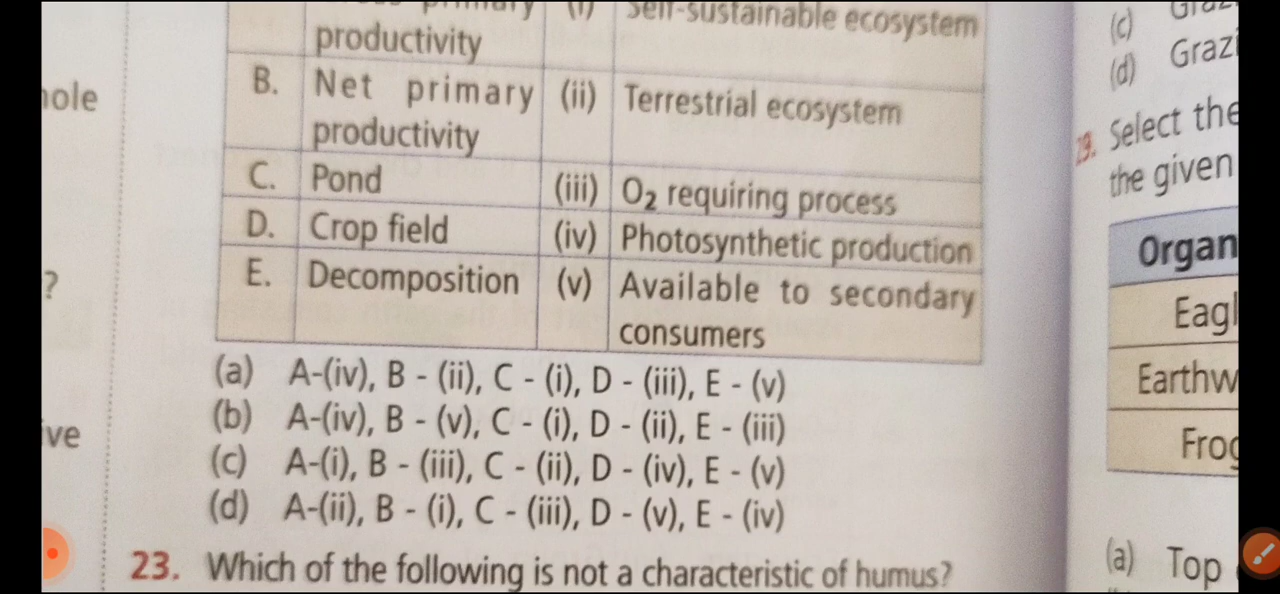 primary (i) Self-sustainable ecosystem
productivity
B. Net primary (ii) Terrestrial ecosystem
productivity
C. Pond (iii) O₂ requiring process
D. Crop field (iv) Photosynthetic production
E. Decomposition (v) Available to secondary
consumers
(a) A-(iv), B - (ii), C - (i), D - (iii), E - (v)
(b) A-(iv), B - (v), C - (i), D - (ii), E - (iii)
(c) A-(i), B - (iii), C - (ii), D - (iv), E - (v)
(d) A-(ii), B - (i), C - (iii), D - (v), E - (iv)
23. Which of the following is not a characteristic of humus?
?
ve
(c)
(d) Grazi
Select the
the given
Organ
Eagl
Earthw
Frog
(a) Top